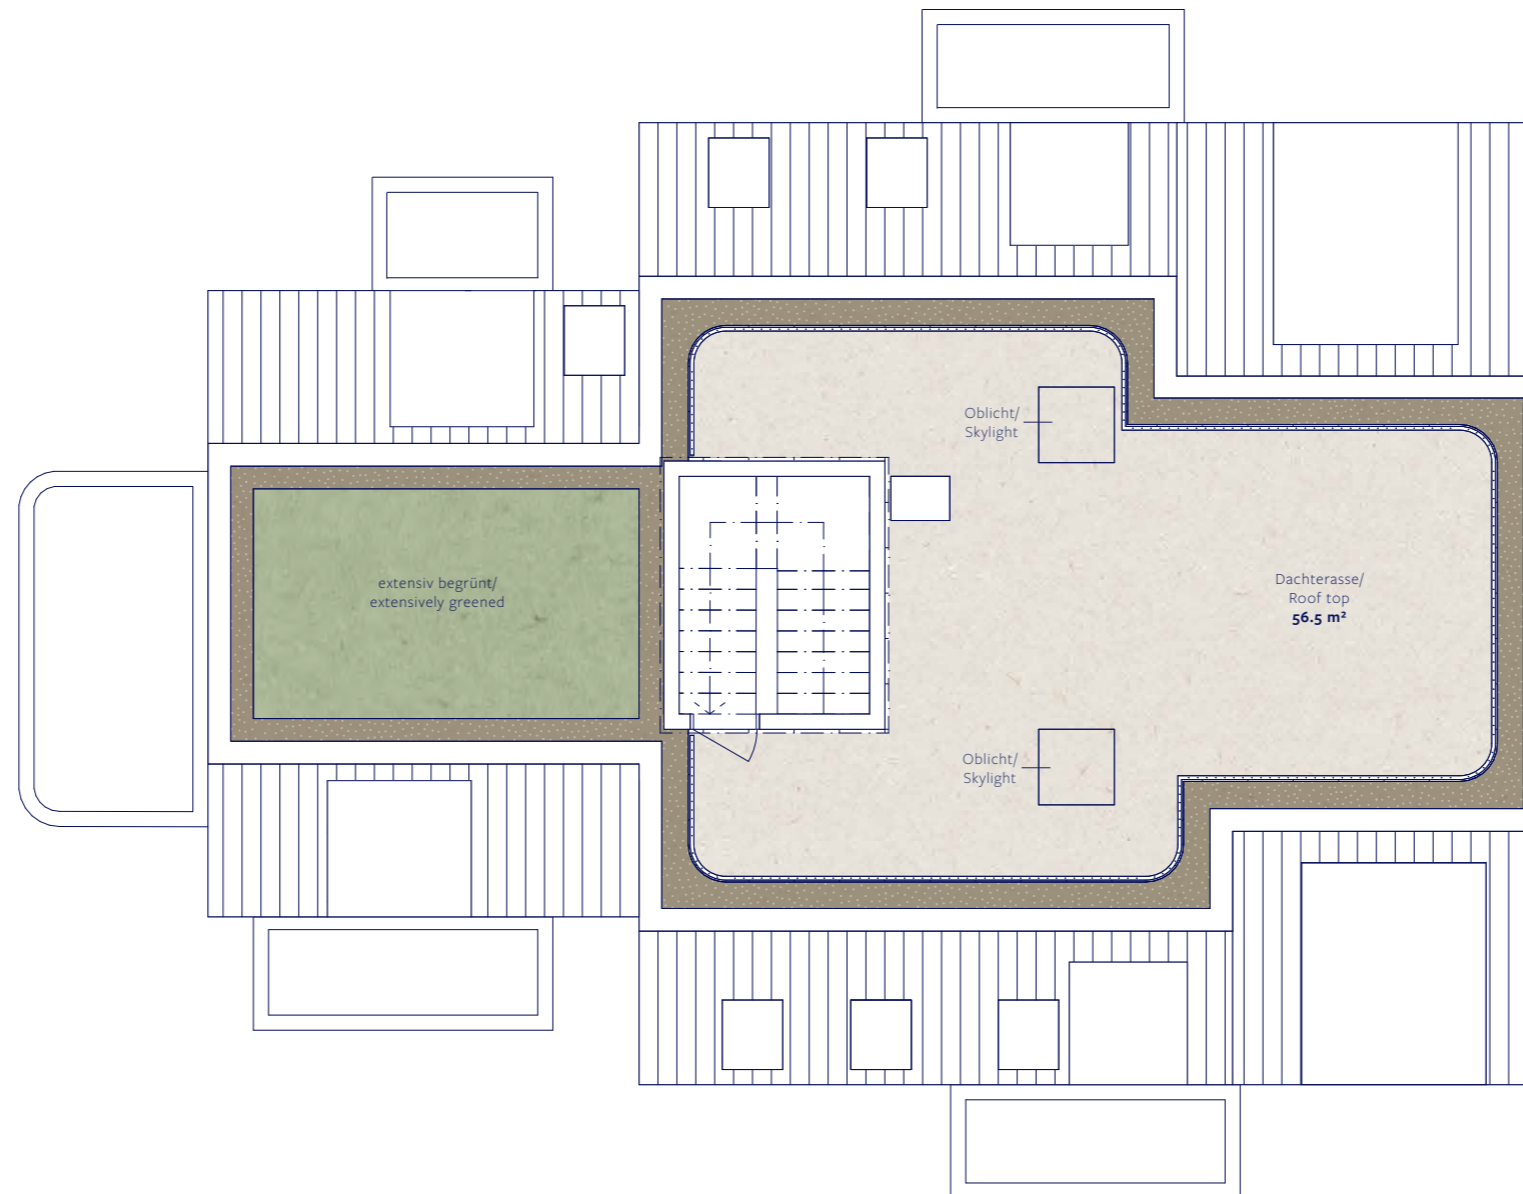 Oblicht/
Skylight
extensiv begrünt/
extensively greened
Dachterasse/
Roof top
56.5 m²
Oblicht/
Skylight